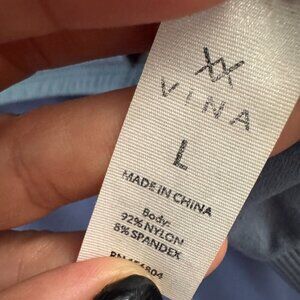 VINA
L
MADE IN CHINA
Body:
92% NYLON
8% SPANDEX